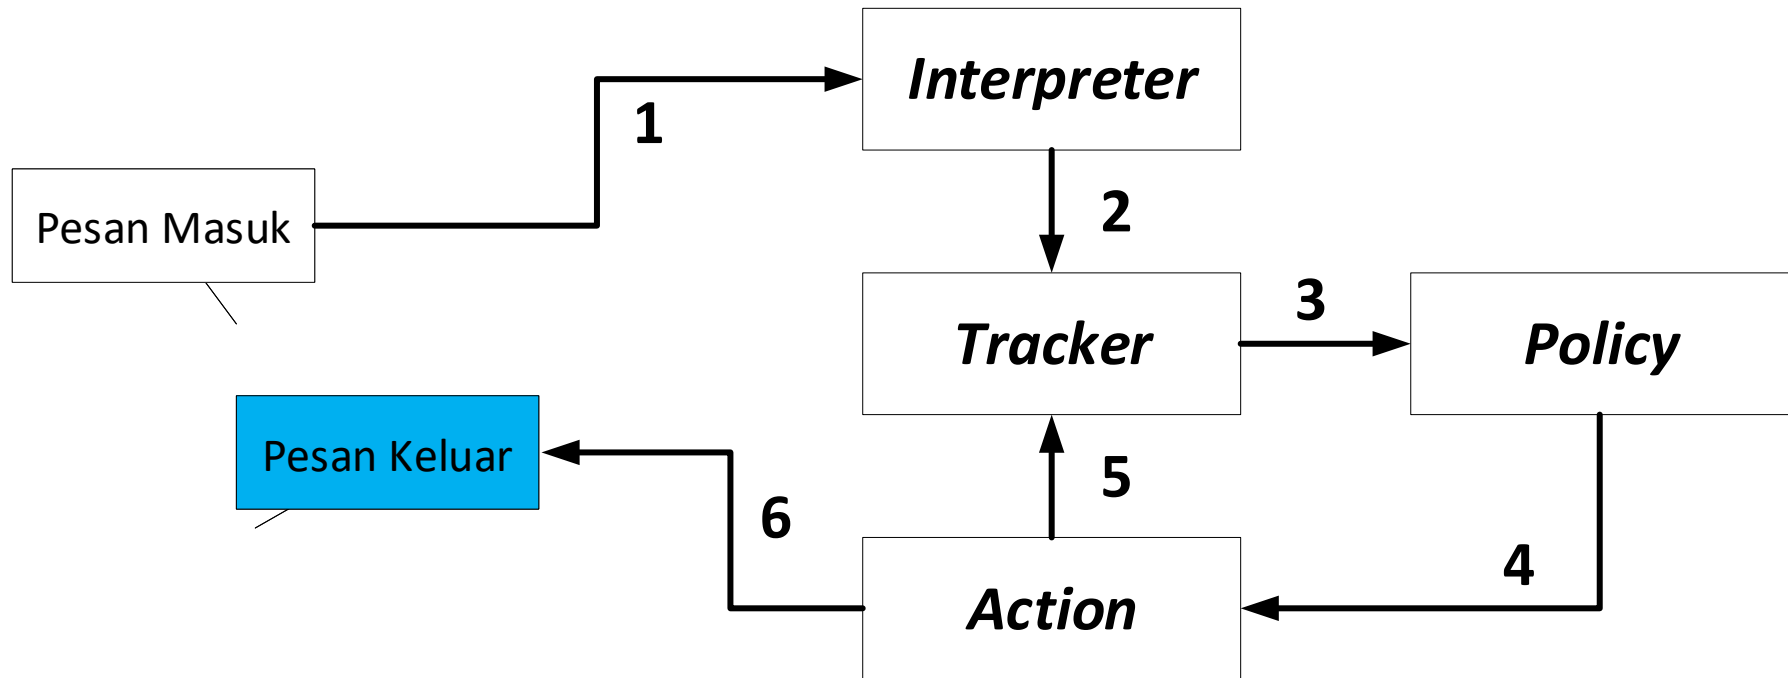 Interpreter
1
Pesan Masuk
2
3
Tracker
Policy
Pesan Keluar
5
6
4
Action